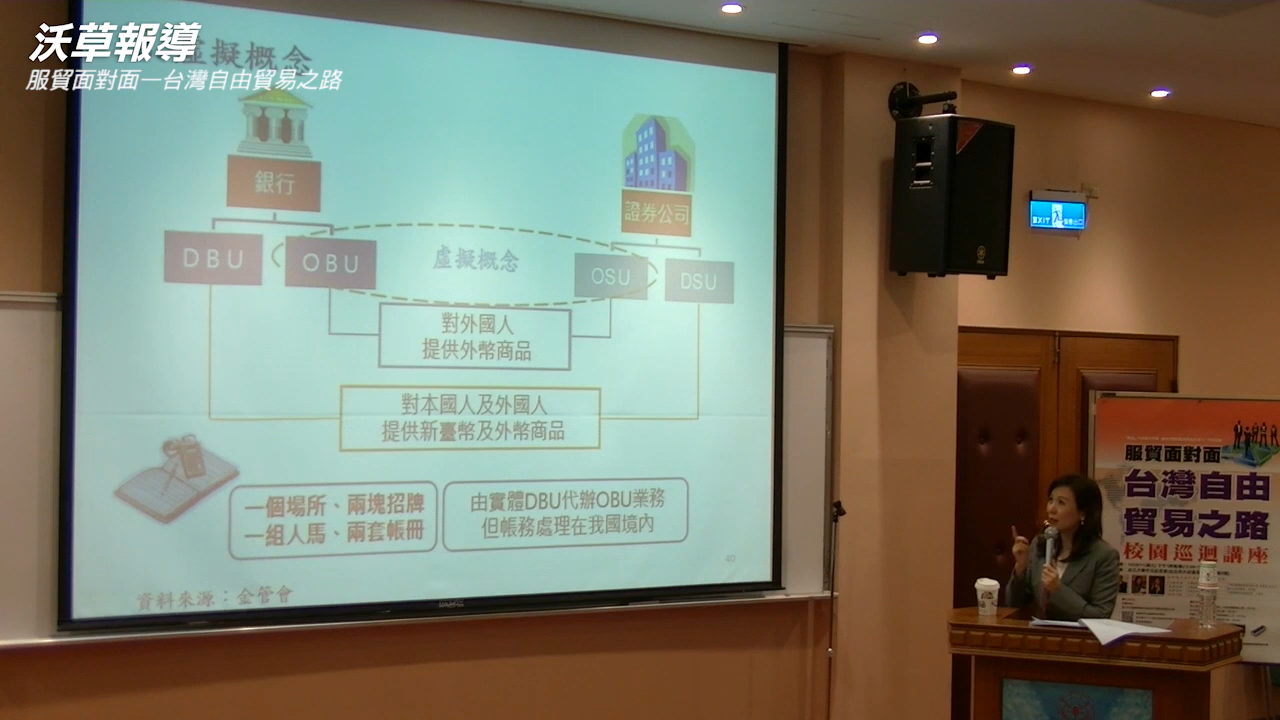 沃草報導
服貿面對面—台灣自由貿易之路
虛擬概念
銀行
證券公司
DBU
OBU
虛擬概念
OSU
DSU
對外國人
提供外幣商品
對本國人及外國人
提供新臺幣及外幣商品
一個場所、兩塊招牌
一組人馬、兩套帳冊
由實體DBU代辦OBU業務
但帳務處理在我國境內
40
資料來源：金管會
EXIT
服貿面對面
台灣自由
貿易之路
校園巡迴講座